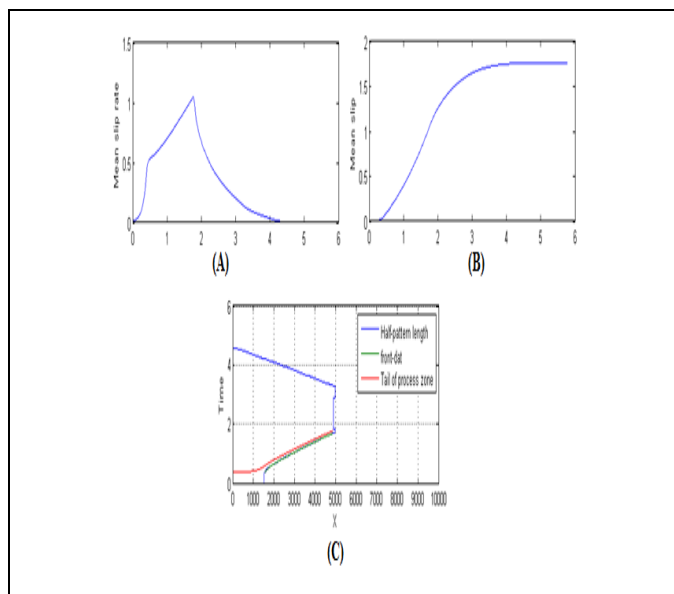 1.5
1
0.5
0
Mean slip rate
0 1 2 3 4 5 6
(A)
2
1.5
1
0.5
0
Mean slip
0 1 2 3 4 5 6
(B)
6
4
2
0
Time
Half-pattern length
front-dat
Tail of process zone
0 1000 2000 3000 4000 5000 6000 7000 8000 9000 10000
X
(C)